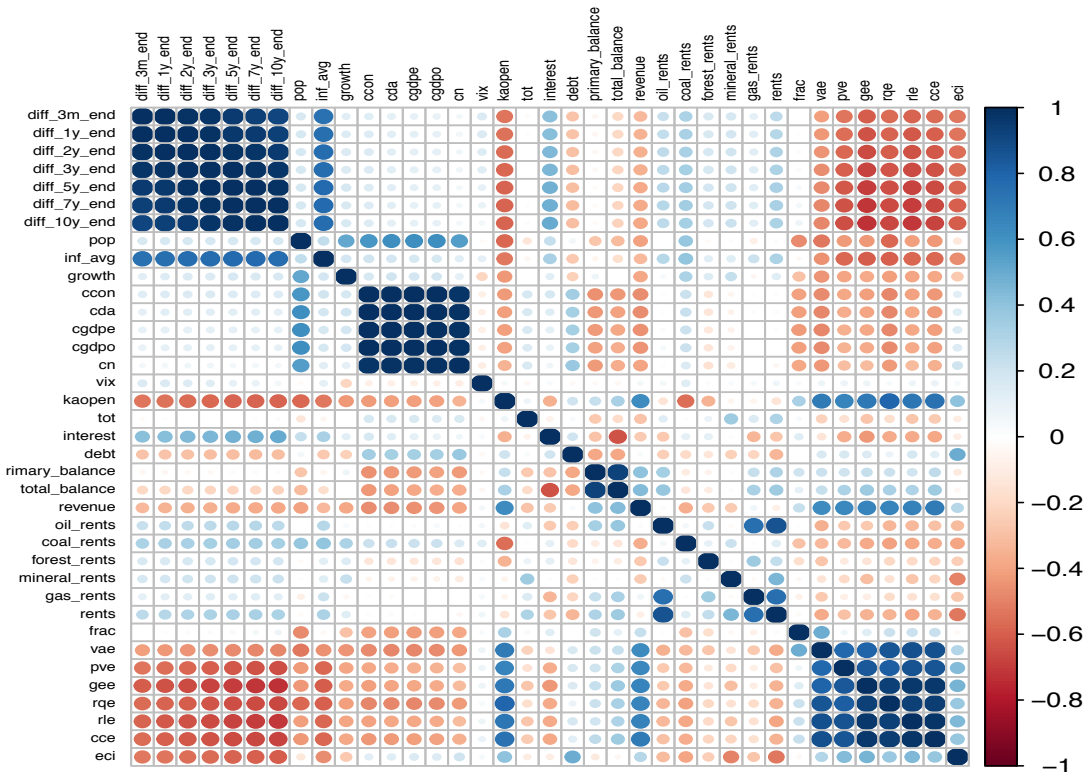 diff_3m_end
diff_1y_end
diff_2y_end
diff_3y_end
diff_5y_end
diff_7y_end
diff_10y_end
pop
inf_avg
growth
ccon
cda
cgdpe
cgdpo
cn
vix
kaopen
tot
interest
debt
primary_balance
total_balance
revenue
oil_rents
coal_rents
forest_rents
mineral_rents
gas_rents
rents
frac
vae
pve
gee
rqe
rle
cce
eci
diff_3m_end
diff_1y_end
diff_2y_end
diff_3y_end
diff_5y_end
diff_7y_end
diff_10y_end
pop
inf_avg
growth
ccon
cda
cgdpe
cgdpo
cn
vix
kaopen
tot
interest
debt
rimary_balance
total_balance
revenue
oil_rents
coal_rents
forest_rents
mineral_rents
gas_rents
rents
frac
vae
pve
gee
rqe
rle
cce
eci
1
0.8
0.6
0.4
0.2
0
−0.2
−0.4
−0.6
−0.8
−1